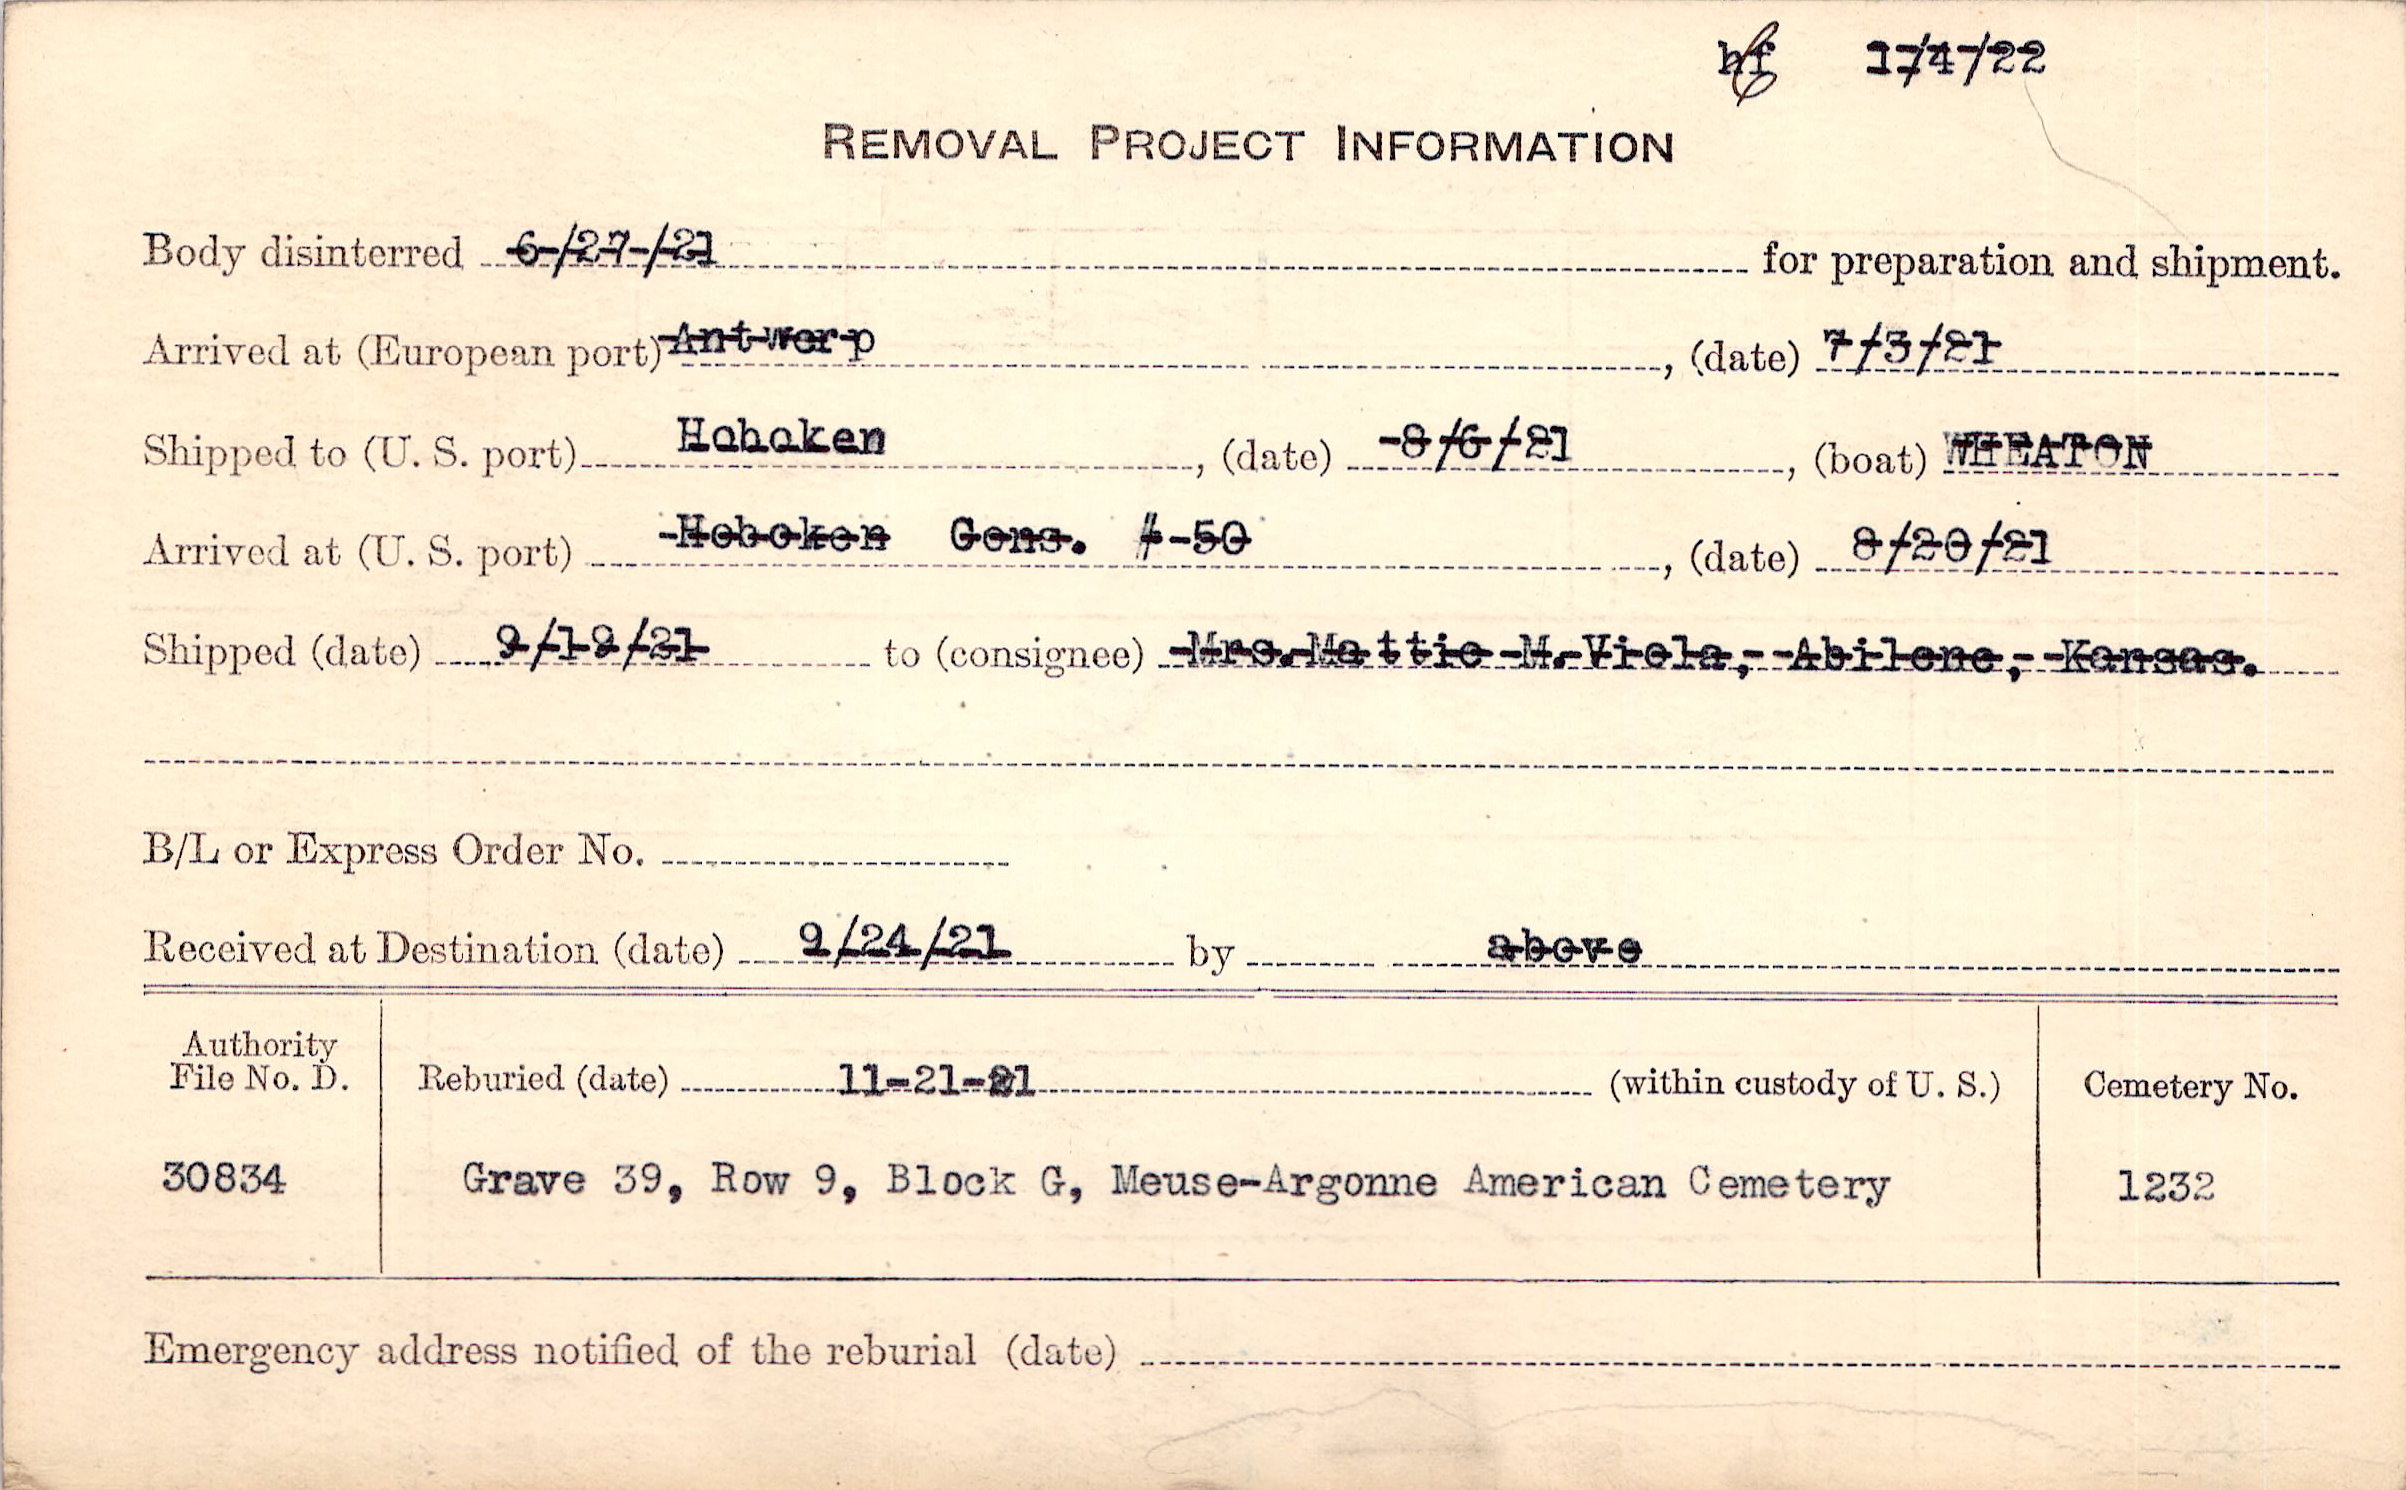 hf 1/4/22
REMOVAL PROJECT INFORMATION
Body disinterred 6/27/21 for preparation and shipment.
Arrived at (European port) Antwerp, (date) 7/3/21
Shipped to (U. S. port) Hoboken, (date) 8/6/21, (boat) WHEATON
Arrived at (U. S. port) Hoboken Cons. # 50, (date) 8/20/21
Shipped (date) 9/19/21 to (consignee) Mrs. Mattie M. Viola, Abilene, Kansas.
B/L or Express Order No.
Received at Destination (date) 9/24/21 by above
Authority
File No. D. Reburied (date) 11-21-21 (within custody of U. S.) Cemetery No.
30834 Grave 39, Row 9, Block G, Meuse-Argonne American Cemetery 1232
Emergency address notified of the reburial (date)